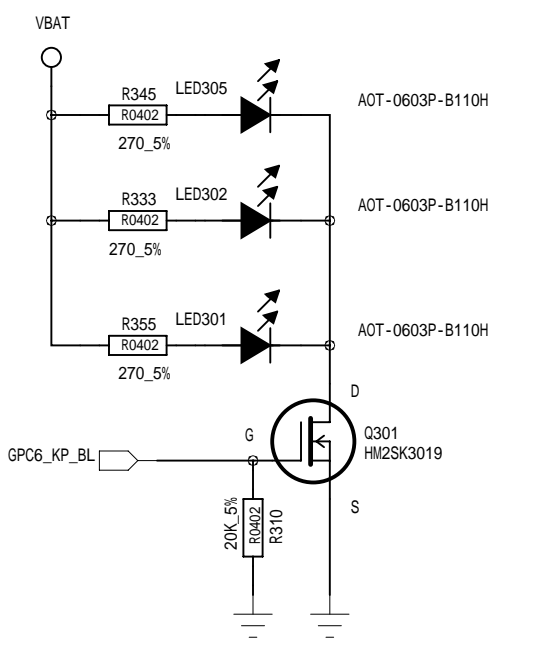 VBAT
R345
R0402
270_5%
LED305
AOT-0603P-B110H
R333
R0402
270_5%
LED302
AOT-0603P-B110H
R355
R0402
270_5%
LED301
AOT-0603P-B110H
D
G
Q301
HM2SK3019
GPC6_KP_BL
S
20K_5%
R0402
R310